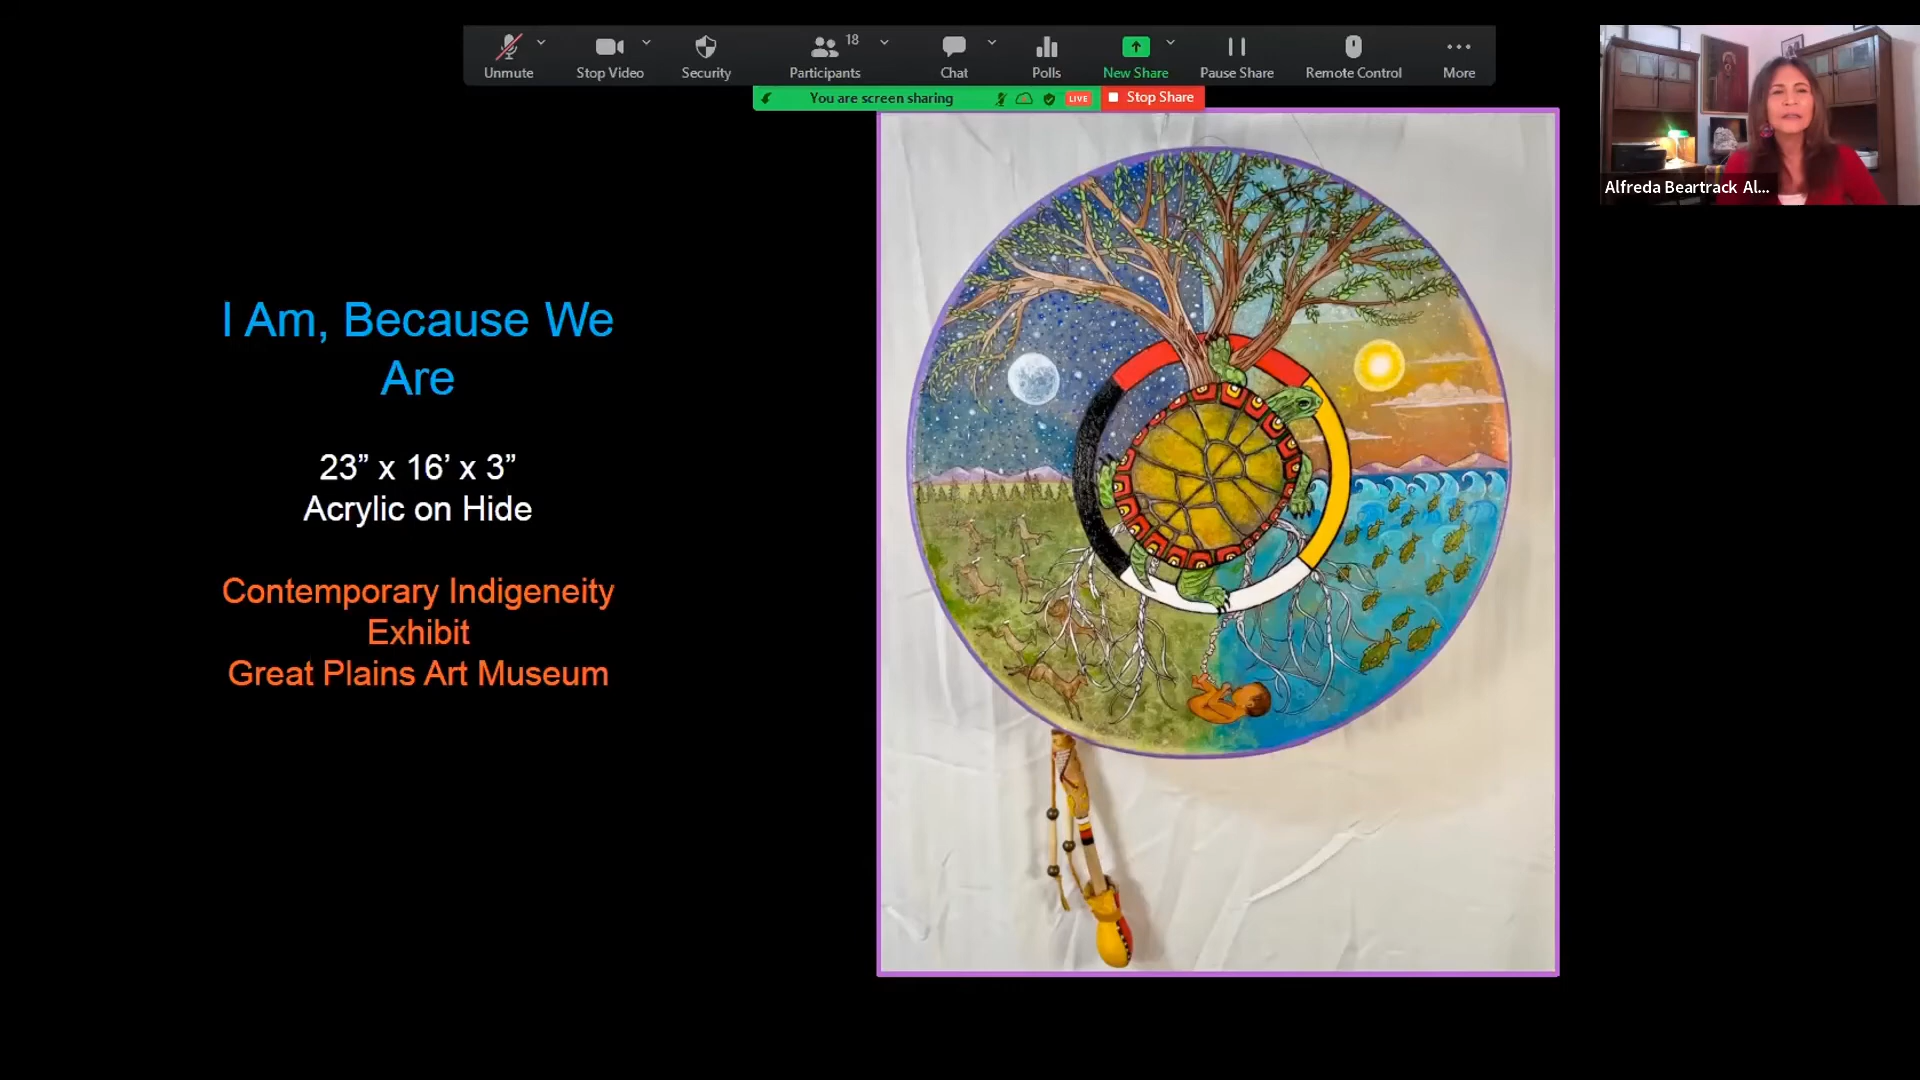 18
Unmute
Stop Video
Security
Participants
Chat
Polls
New Share
Pause Share
Remote Control
More
You are screen sharing
LIVE
Stop Share
Alfreda Beartrack Al...
I Am, Because We
Are
23” x 16’ x 3”
Acrylic on Hide
Contemporary Indigeneity
Exhibit
Great Plains Art Museum